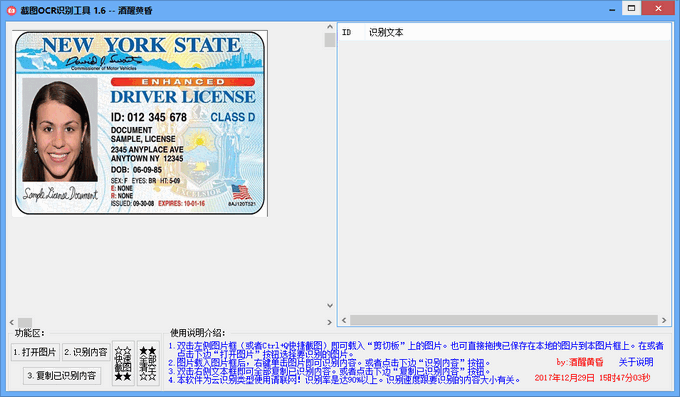 截图OCR识别工具 1.6 -- 酒醒黄昏
NEW YORK STATE
Commissioner of Motor Vehicles
ENHANCED
DRIVER LICENSE
ID: 012 345 678 CLASS D
DOCUMENT
SAMPLE, LICENSE
2345 ANYPLACE AVE
ANYTOWN NY 12345
DOB: 06-09-85
SEX: F EYES: BR HT: 5-09
E: NONE
R: NONE
ISSUED: 09-30-08 EXPIRES: 10-01-16
Sample License Document
EXCELSIOR
8AJ120T521
ID 识别文本
功能区:
1.打开图片
2.识别内容
3.复制已识别内容
☆☆
快速
截图
★★
★★
全部
清空
☆☆
使用说明介绍:
1.双击左侧图片框（或者Ctrl+Q快捷截图）即可载入“剪切板”上的图片。也可直接拖拽已保存在本地的图片到本图片框上。在或者
点击下边“打开图片”按钮选择要识别的图片。
2.图片载入图片框后，右键单击图片即可识别内容。或者点击下边“识别内容”按钮。
3.双击右侧文本框即可全部复制已识别内容。或者点击下边“复制已识别内容”按钮。
4.本软件为云识别类型使用请联网！识别率是达90%以上。识别速度跟要识别的内容大小有关。
by:酒醒黄昏 关于说明
2017年12月29日 15时47分03秒